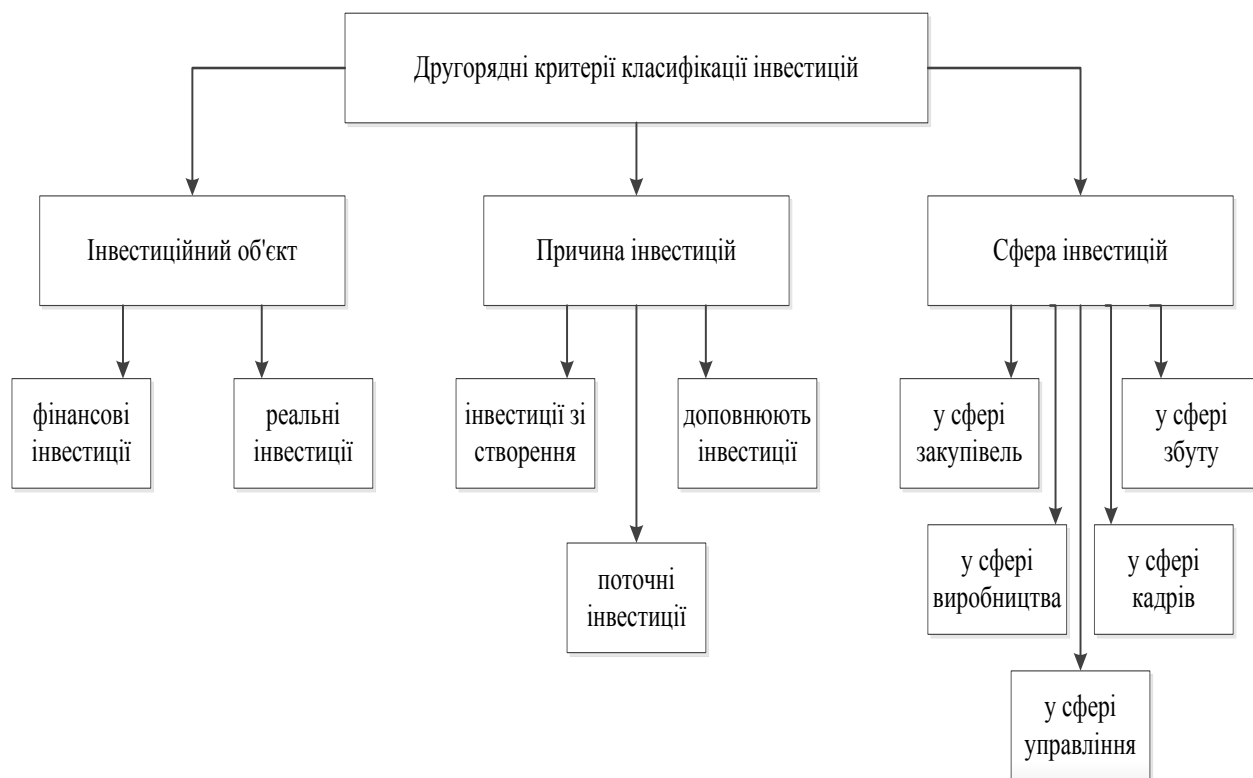 Другорядні критерії класифікації інвестицій
Інвестиційний об'єкт
Причина інвестицій
Сфера інвестицій
фінансові
інвестиції
реальні
інвестиції
інвестиції зі
створення
доповнюють
інвестиції
у сфері
закупівель
у сфері
збуту
поточні
інвестиції
у сфері
виробництва
у сфері
кадрів
у сфері
управління